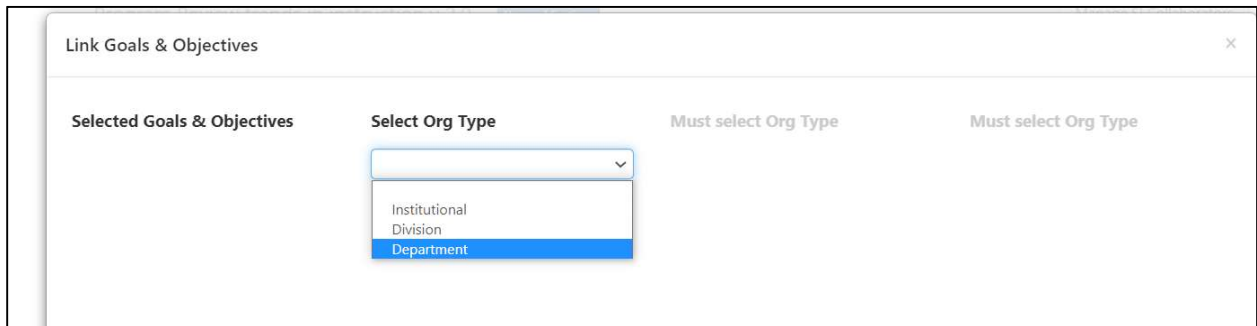 Link Goals & Objectives
×
Selected Goals & Objectives
Select Org Type
Must select Org Type
Must select Org Type
Institutional
Division
Department